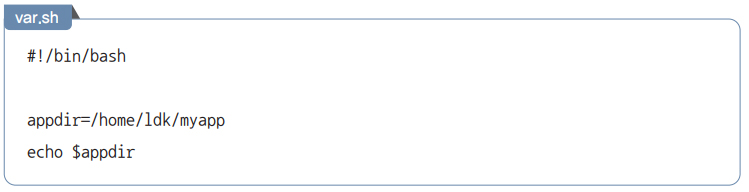 var.sh
#!/bin/bash
appdir=/home/ldk/myapp
echo $appdir